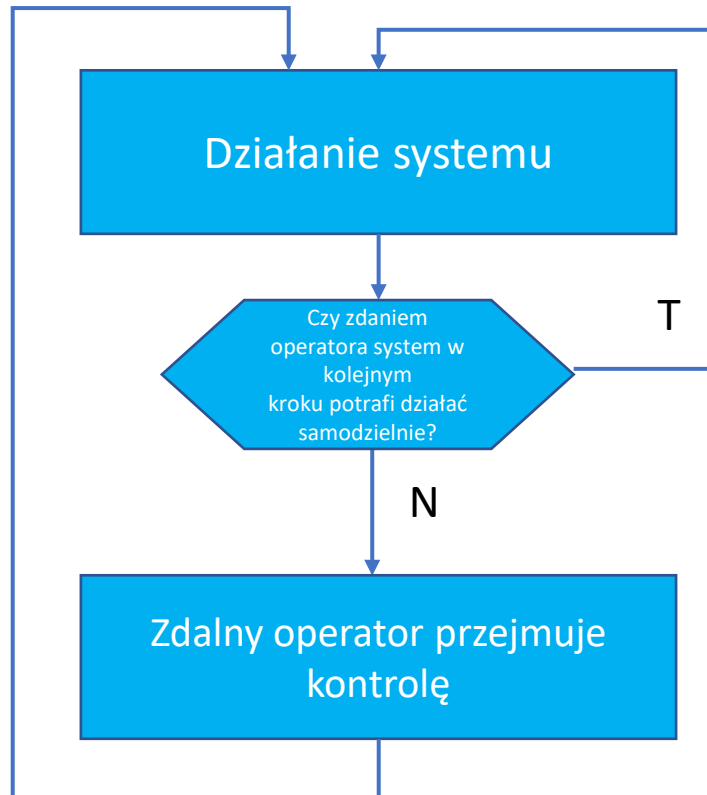 Działanie systemu
Czy zdaniem
operatora system w
kolejnym
kroku potrafi działać
samodzielnie?
T
N
Zdalny operator przejmuje
kontrolę